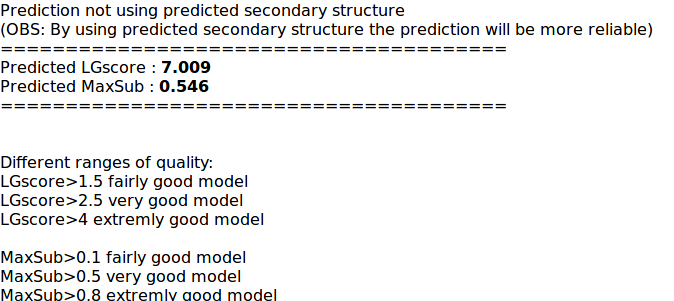 Prediction not using predicted secondary structure
(OBS: By using predicted secondary structure the prediction will be more reliable)
=======================================
Predicted LGscore : 7.009
Predicted MaxSub : 0.546
=======================================
Different ranges of quality:
LGscore>1.5 fairly good model
LGscore>2.5 very good model
LGscore>4 extremly good model
MaxSub>0.1 fairly good model
MaxSub>0.5 very good model
MaxSub>0.8 extremly good model